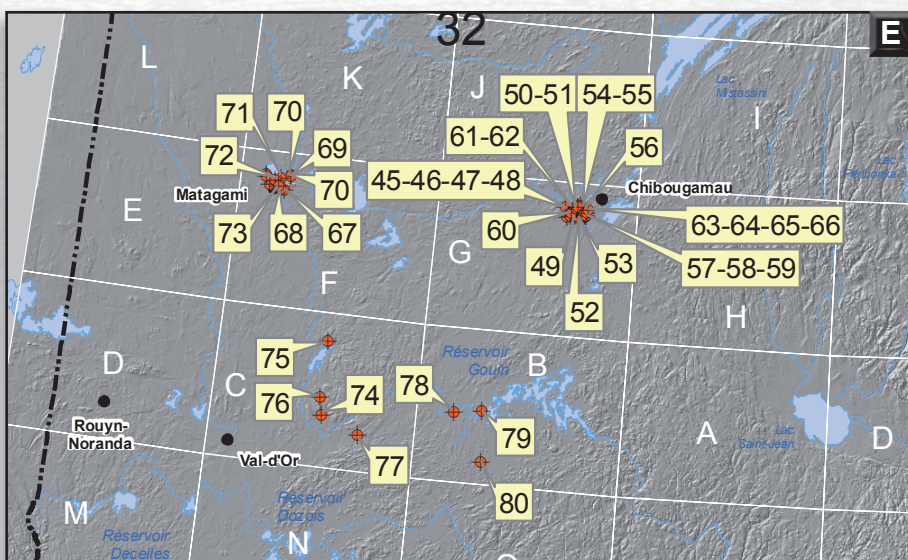 32
E
L
K
J
50-51
54-55
Lac
Mistassini
I
71
70
61-62
69
56
72
45-46-47-48
70
Lac
Matagami
Chibougamau
E
60
63-64-65-66
73
68
67
G
49
53
57-58-59
F
52
H
75
Réservoir
Gouin
B
D
C
76
74
78
Rouyn-
Noranda
79
A
Lac
Saint-Jean
D
Val-d'Or
77
80
M
Réservoir
Dozois
Réservoir
Decelles
N